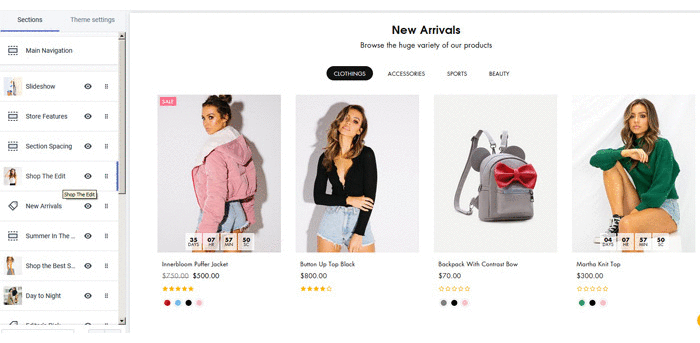 Sections
Theme settings
Main Navigation
Slideshow
Store Features
Section Spacing
Shop The Edit
Shop The Edit
New Arrivals
Summer In The ...
Shop the Best S...
Day to Night
New Arrivals
Browse the huge variety of our products
CLOTHINGS
ACCESSORIES
SPORTS
BEAUTY
SALE
35 07 57 50
DAYS HR MIN SC
04 07 57 50
DAYS HR MIN SC
Innerbloom Puffer Jacket
$750.00 $500.00
Button Up Top Black
$800.00
Backpack With Contrast Bow
$70.00
Martha Knit Top
$300.00